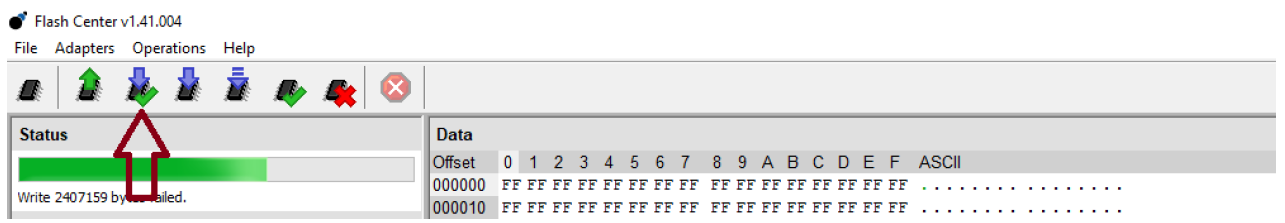 Flash Center v1.41.004
File Adapters Operations Help
Status
Write 2407159 by failed.
Data
Offset 0 1 2 3 4 5 6 7 8 9 A B C D E F ASCII
000000 FF FF FF FF FF FF FF FF FF FF FF FF FF FF FF FF . . . . . . . . . . . . . . . .
000010 FF FF FF FF FF FF FF FF FF FF FF FF FF FF FF FF . . . . . . . . . . . . . . . .